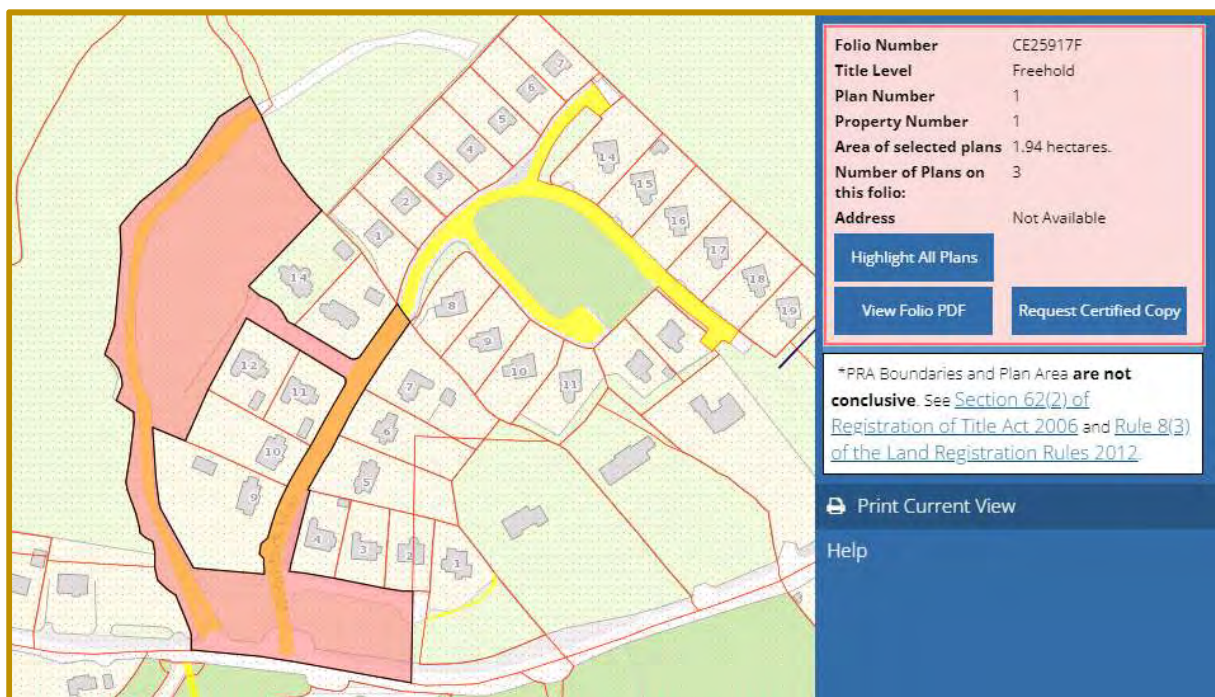 Folio Number CE25917F
Title Level Freehold
Plan Number 1
Property Number 1
Area of selected plans 1.94 hectares.
Number of Plans on 3
this folio:
Address Not Available
Highlight All Plans
View Folio PDF Request Certified Copy
*PRA Boundaries and Plan Area are not
conclusive. See Section 62(2) of
Registration of Title Act 2006 and Rule 8(3)
of the Land Registration Rules 2012
Print Current View
Help
7
6
5
4
3
2
1
14
15
16
17
18
19
14
8
9
10
11
12
11
10
9
7
6
5
4
3
2
1